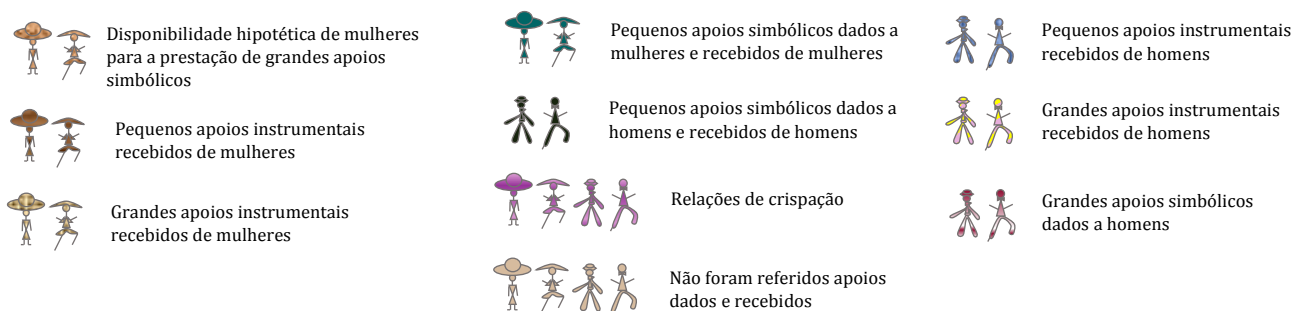 Disponibilidade hipotética de mulheres
para a prestação de grandes apoios
simbólicos
Pequenos apoios instrumentais
recebidos de mulheres
Grandes apoios instrumentais
recebidos de mulheres
Pequenos apoios simbólicos dados a
mulheres e recebidos de mulheres
Pequenos apoios simbólicos dados a
homens e recebidos de homens
Relações de crispação
Não foram referidos apoios
dados e recebidos
Pequenos apoios instrumentais
recebidos de homens
Grandes apoios instrumentais
recebidos de homens
Grandes apoios simbólicos
dados a homens